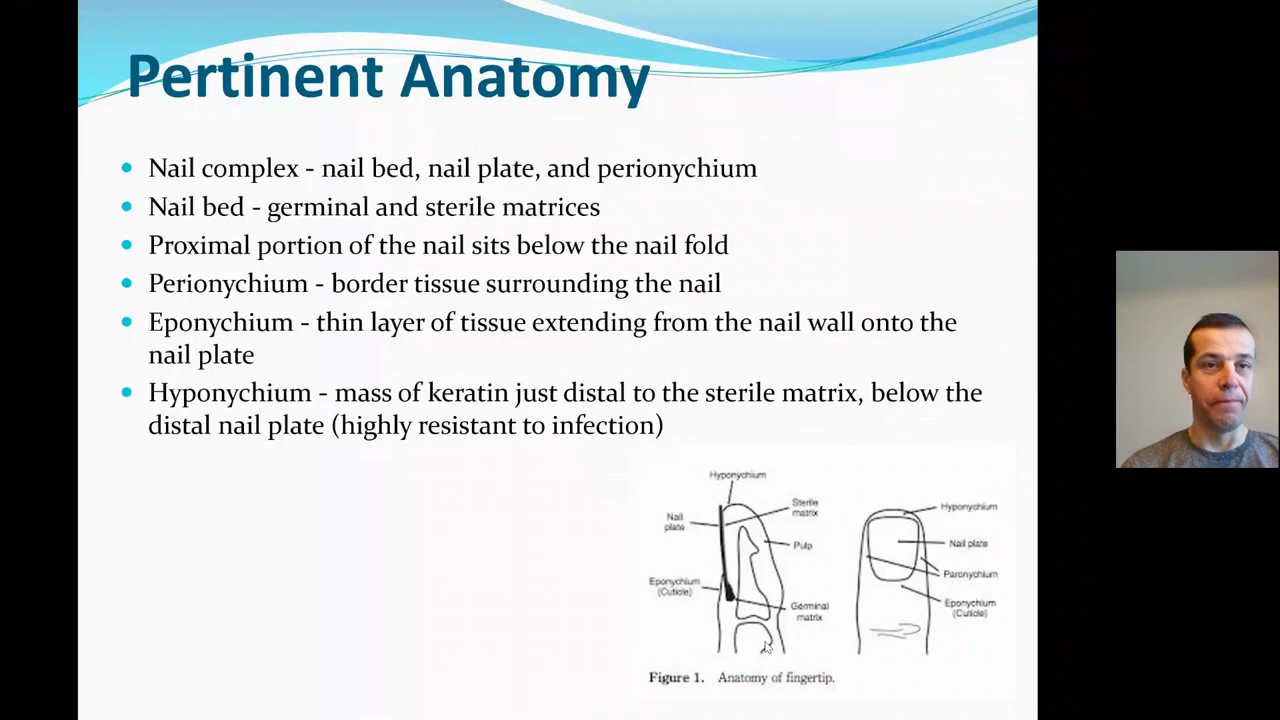 Pertinent Anatomy
Nail complex - nail bed, nail plate, and perionychium
Nail bed - germinal and sterile matrices
Proximal portion of the nail sits below the nail fold
Perionychium - border tissue surrounding the nail
Eponychium - thin layer of tissue extending from the nail wall onto the
nail plate
Hyponychium - mass of keratin just distal to the sterile matrix, below the
distal nail plate (highly resistant to infection)
Hyponychium
Sterile
matrix
Nail
plate
Pulp
Eponychium
(Cuticle)
Germinal
matrix
Hyponychium
Nail plate
Paronychium
Eponychium
(Cuticle)
Figure 1. Anatomy of fingertip.